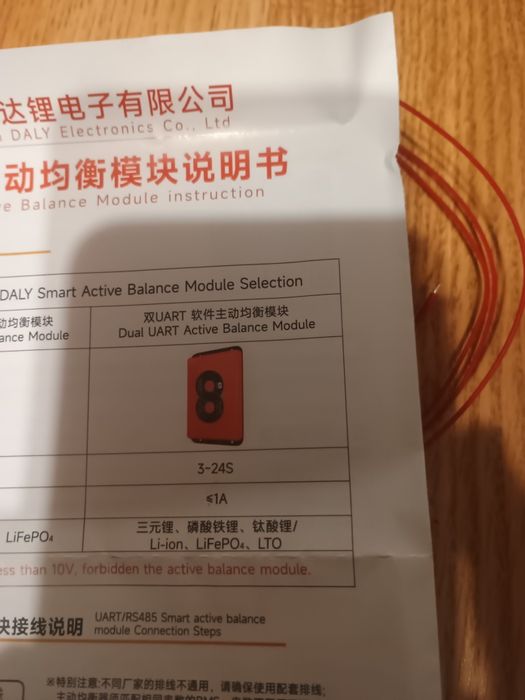 达锂电子有限公司
DALY Electronics Co., Ltd
动均衡模块说明书
Balance Module instruction
DALY Smart Active Balance Module Selection
动均衡模块
Balance Module
双UART 软件主动均衡模块
Dual UART Active Balance Module
8
3-24S
≤1A
LiFePO₄
三元锂、磷酸铁锂、钛酸锂/
Li-ion、LiFePO₄、LTO
less than 10V, forbidden the active balance module.
块接线说明
UART/RS485 Smart active balance
module Connection Steps
※特别注意:不同厂家的排线不通用，请确保使用配套排线;